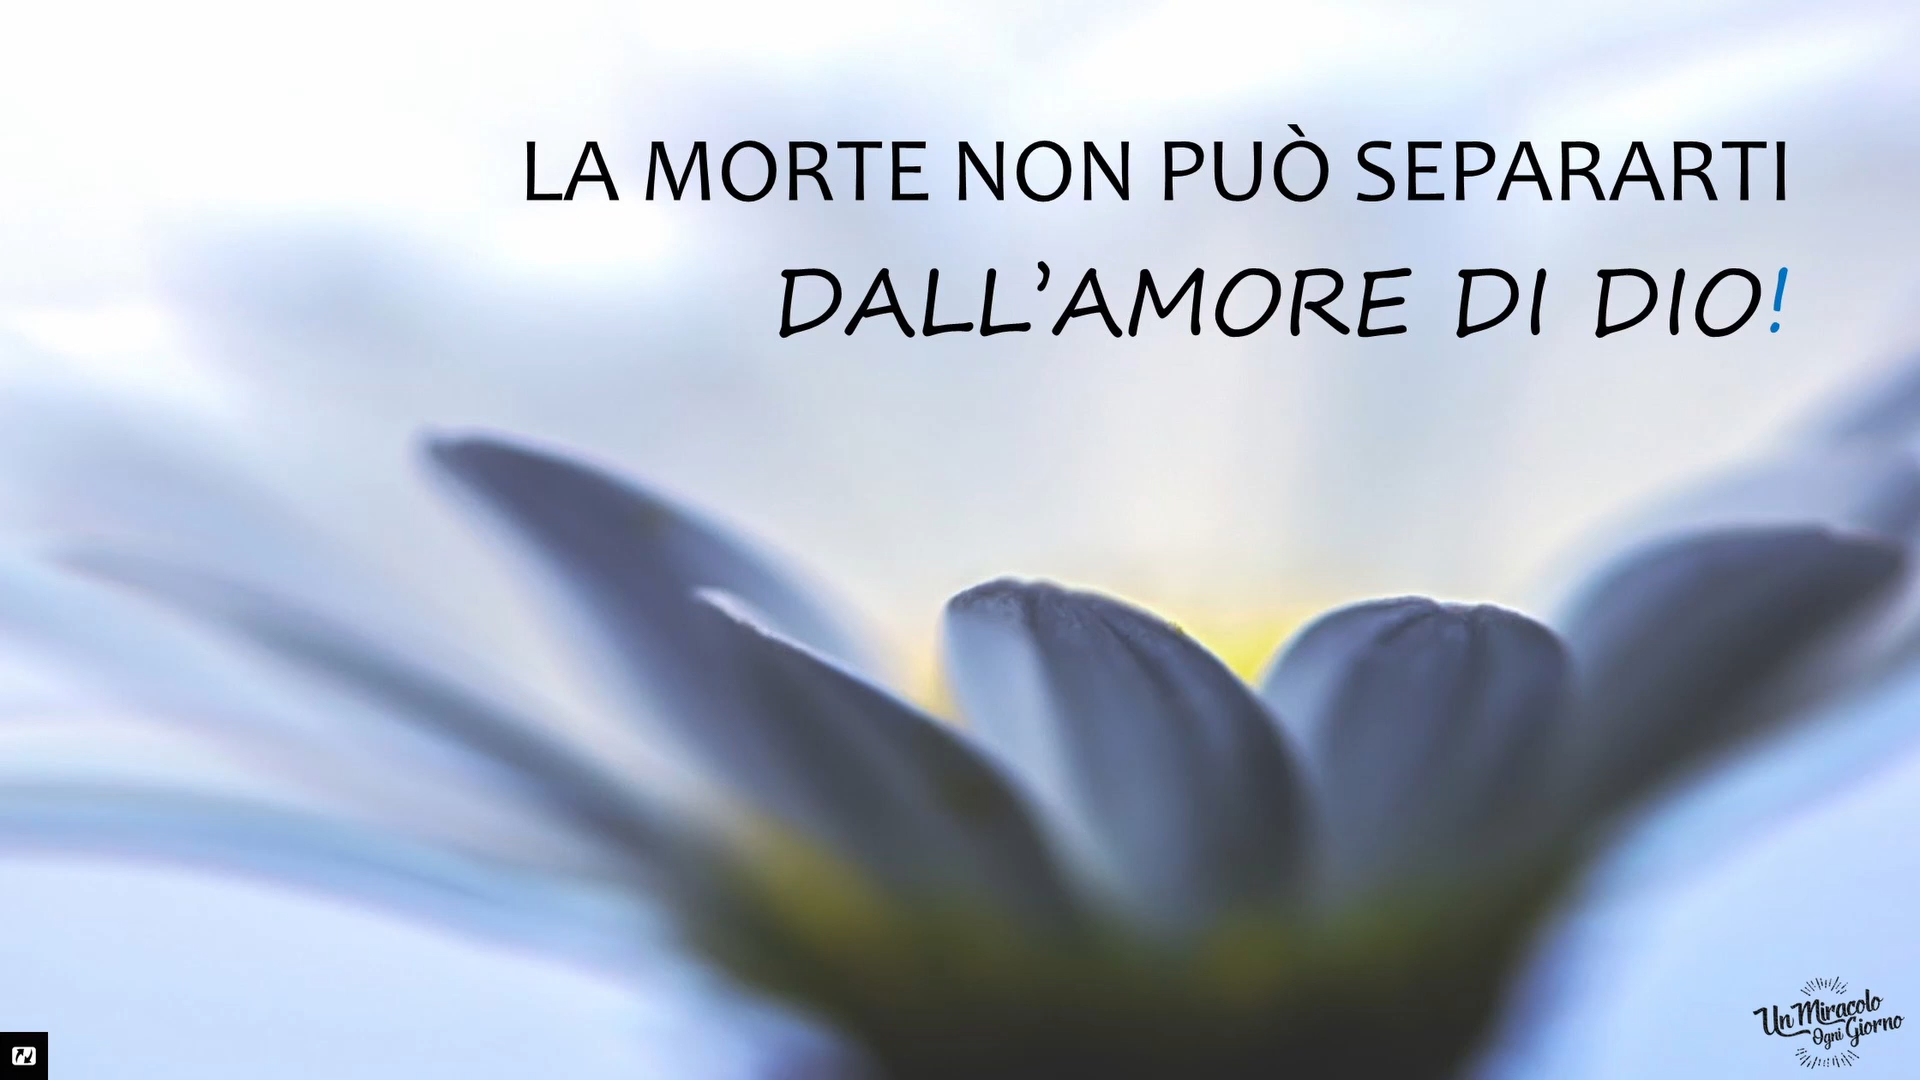 LA MORTE NON PUÒ SEPARARTI
DALL’AMORE DI DIO!
Un Miracolo
Ogni Giorno